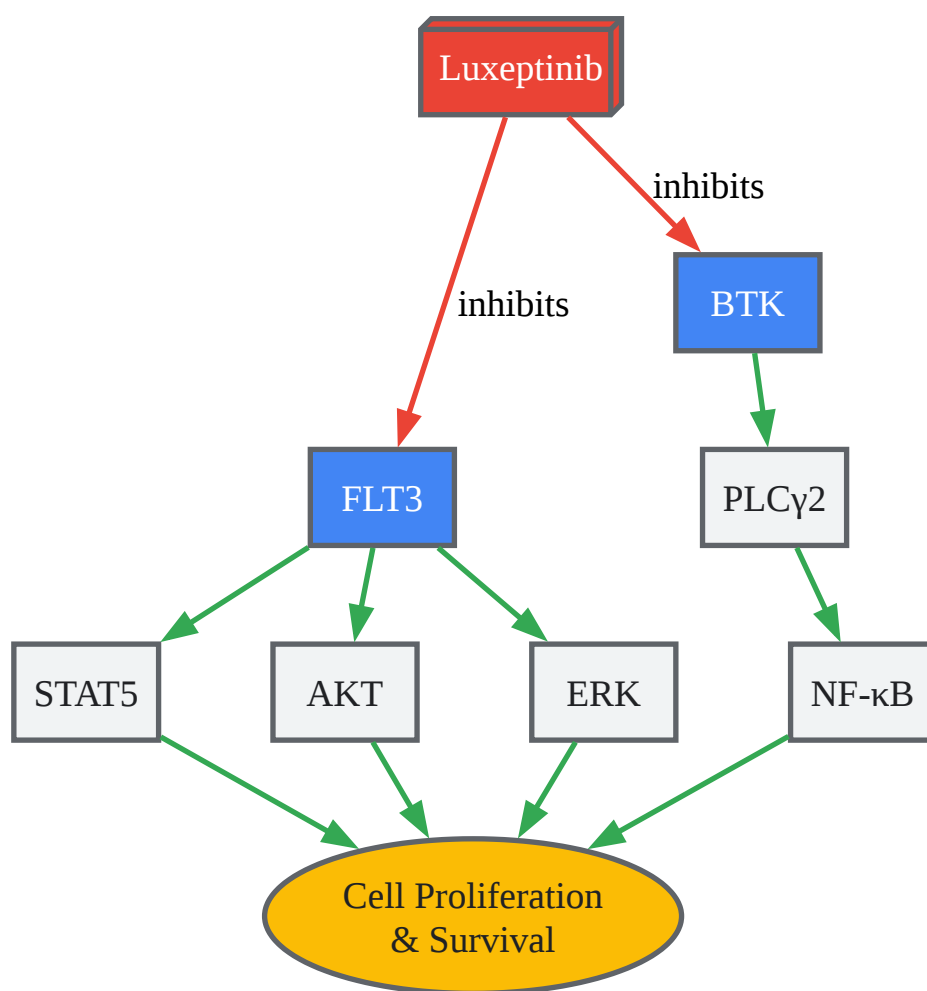 Luxeptinib
inhibits
inhibits
BTK
FLT3
PLCγ2
STAT5
AKT
ERK
NF-κB
Cell Proliferation
& Survival